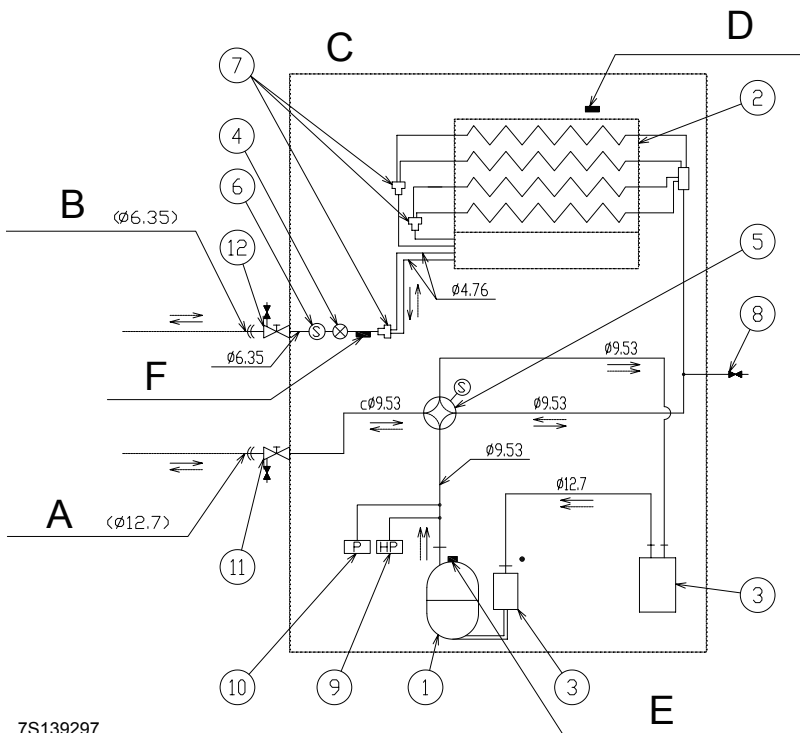 D
C
7
2
4
6
B (ø6.35)
12
5
ø4.76
8
S
F
ø6.35
ø9.53
S
cø9.53
ø9.53
ø9.53
A (ø12.7)
ø12.7
P
HP
11
3
10
9
1
3
E
7S139297